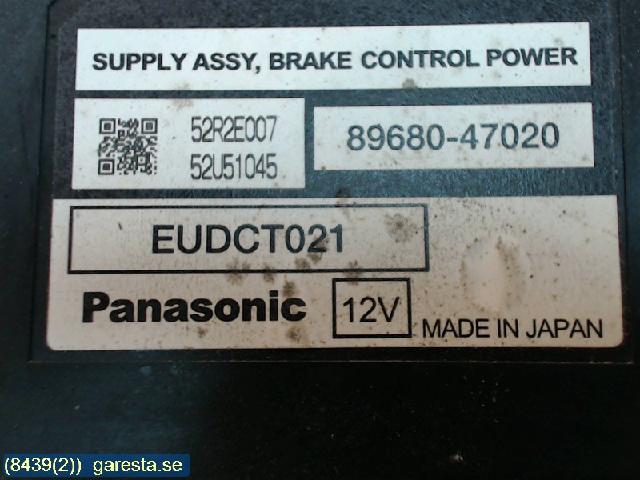 SUPPLY ASSY, BRAKE CONTROL POWER
52R2E007
52U51045
89680-47020
EUDCT021
Panasonic
12V
MADE IN JAPAN
(8439(2)) garesta.se